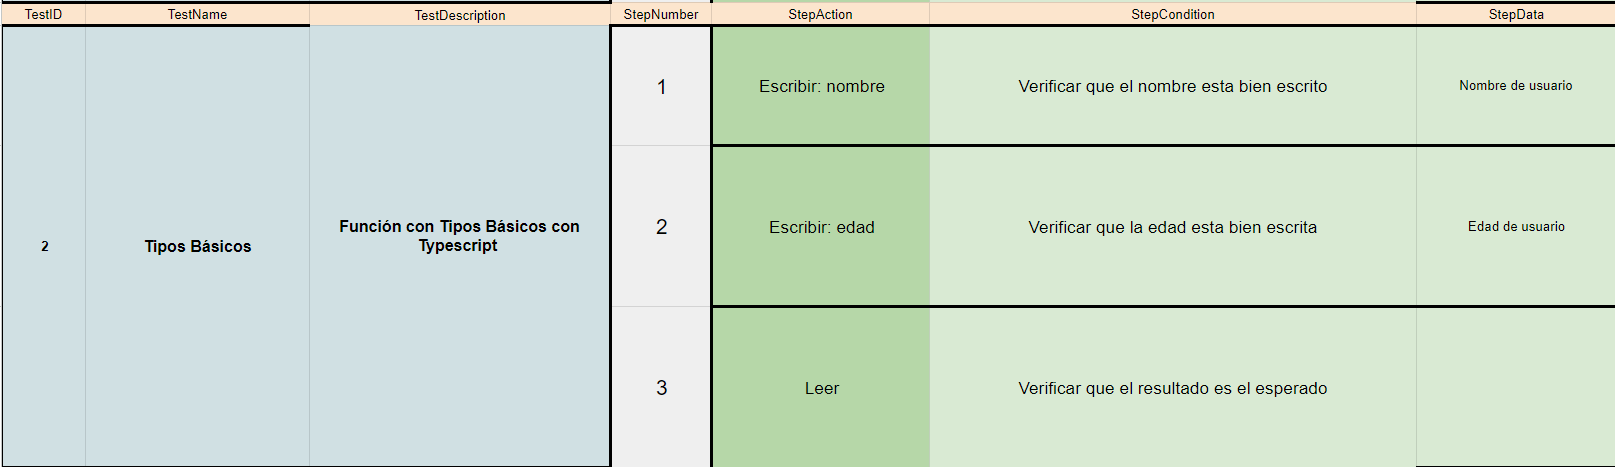 TestID TestName TestDescription StepNumber StepAction StepCondition StepData
1 Escribir: nombre Verificar que el nombre esta bien escrito Nombre de usuario
2 Tipos Básicos Función con Tipos Básicos con
Typescript
2 Escribir: edad Verificar que la edad esta bien escrita Edad de usuario
3 Leer Verificar que el resultado es el esperado